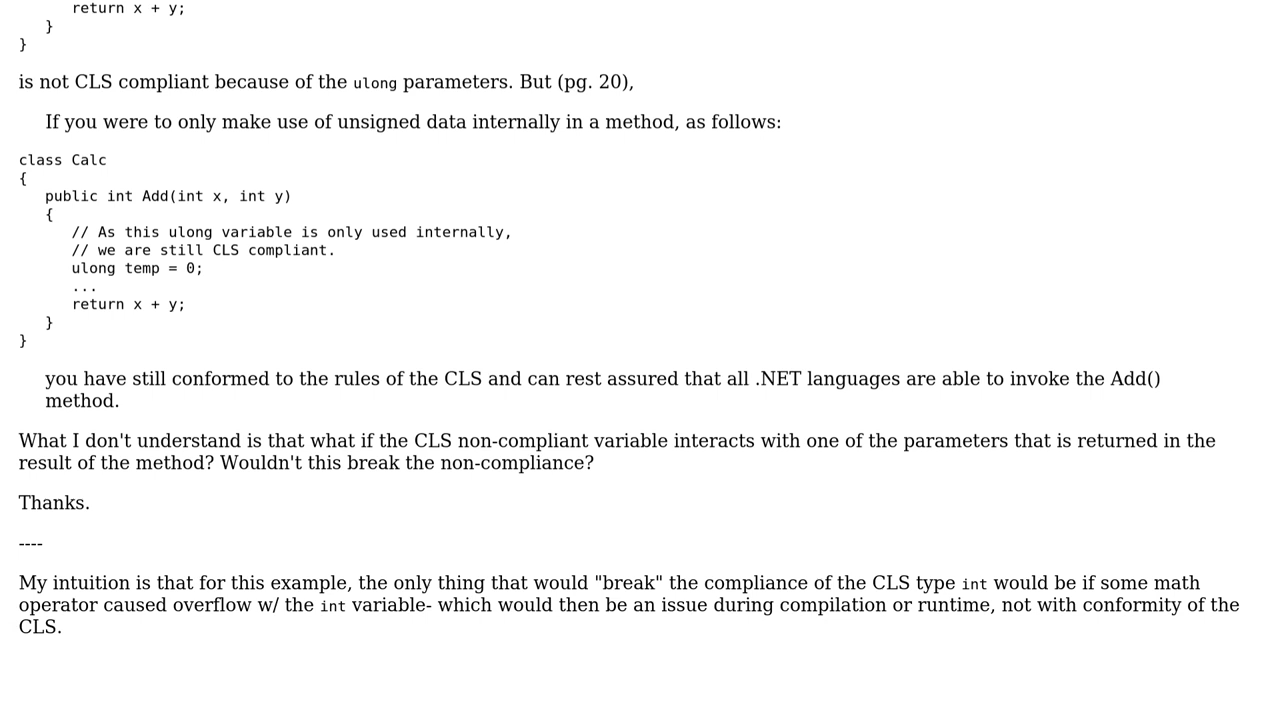 return x + y;
}
}
is not CLS compliant because of the ulong parameters. But (pg. 20),
If you were to only make use of unsigned data internally in a method, as follows:
class Calc
{
public int Add(int x, int y)
{
// As this ulong variable is only used internally,
// we are still CLS compliant.
ulong temp = 0;
...
return x + y;
}
}
you have still conformed to the rules of the CLS and can rest assured that all .NET languages are able to invoke the Add()
method.
What I don't understand is that what if the CLS non-compliant variable interacts with one of the parameters that is returned in the
result of the method? Wouldn't this break the non-compliance?
Thanks.
----
My intuition is that for this example, the only thing that would "break" the compliance of the CLS type int would be if some math
operator caused overflow w/ the int variable- which would then be an issue during compilation or runtime, not with conformity of the
CLS.